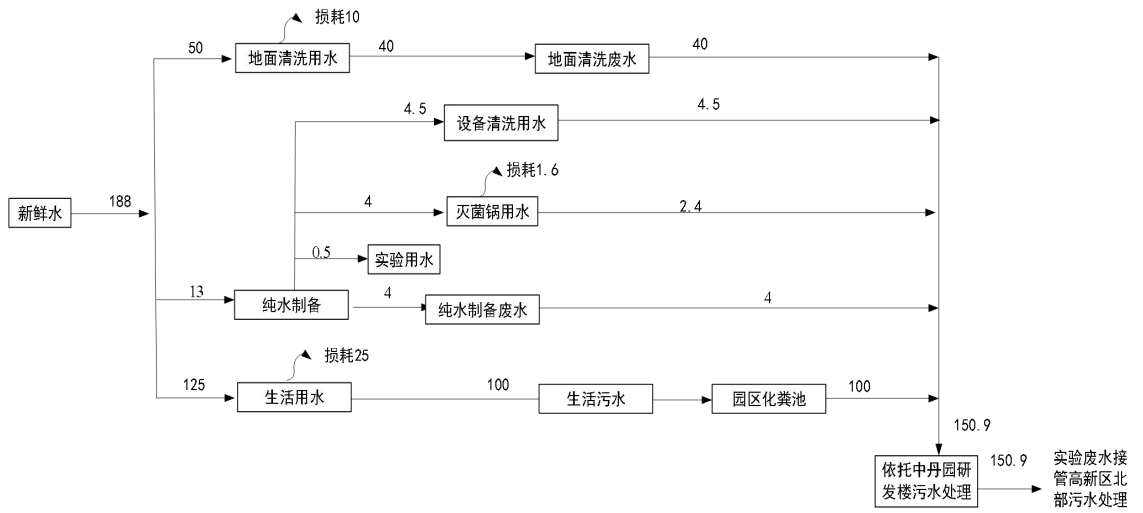 损耗10
50
地面清洗用水
40
地面清洗废水
40
4.5
设备清洗用水
4.5
损耗1.6
新鲜水
188
4
灭菌锅用水
2.4
0.5
实验用水
13
纯水制备
4
纯水制备废水
4
损耗25
125
生活用水
100
生活污水
园区化粪池
100
150.9
依托中丹园研
发楼污水处理
150.9
实验废水接
管高新区北
部污水处理